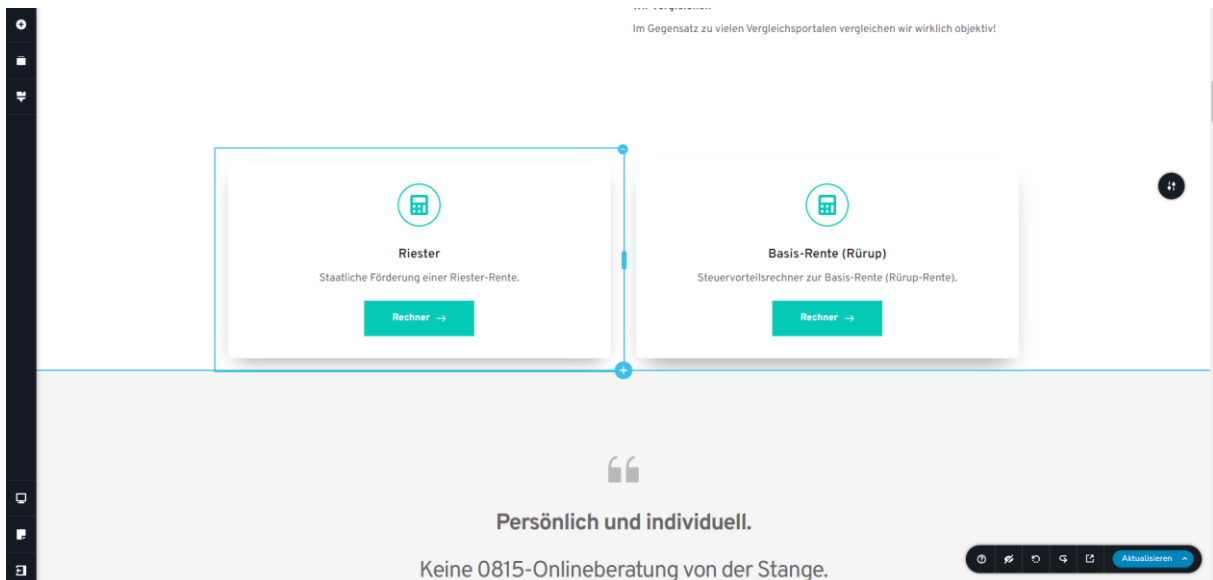 Im Gegensatz zu vielen Vergleichsportalen vergleichen wir wirklich objektiv!
Riester
Staatliche Förderung einer Riester-Rente.
Rechner →
Basis-Rente (Rürup)
Steuervorteilsrechner zur Basis-Rente (Rürup-Rente).
Rechner →
“
Persönlich und individuell.
Keine 0815-Onlineberatung von der Stange.
Aktualisieren